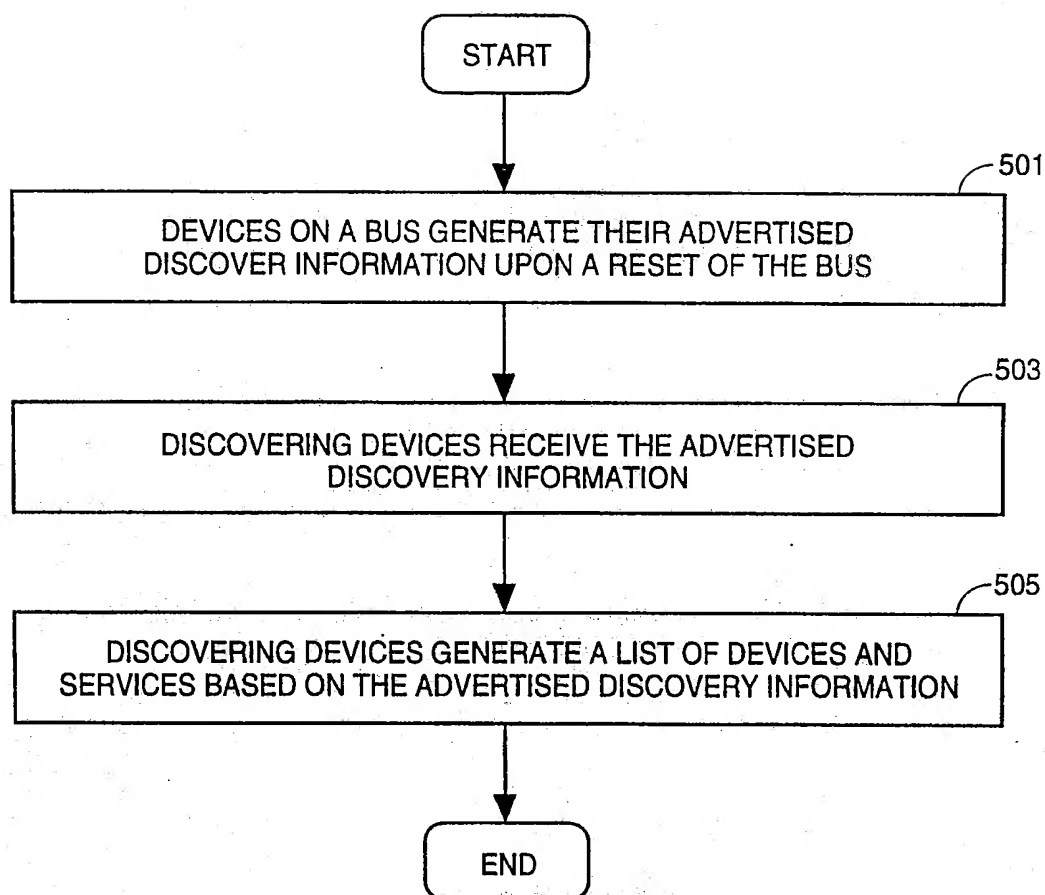 START
501
DEVICES ON A BUS GENERATE THEIR ADVERTISED
DISCOVER INFORMATION UPON A RESET OF THE BUS
503
DISCOVERING DEVICES RECEIVE THE ADVERTISED
DISCOVERY INFORMATION
505
DISCOVERING DEVICES GENERATE A LIST OF DEVICES AND
SERVICES BASED ON THE ADVERTISED DISCOVERY INFORMATION
END